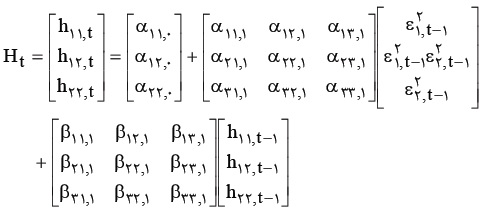 H_t = [h_{۱۱,t} ; h_{۱۲,t} ; h_{۲۲,t}] = [α_{۱۱,۰} ; α_{۱۲,۰} ; α_{۲۲,۰}] + [α_{۱۱,۱} α_{۱۲,۱} α_{۱۳,۱} ; α_{۲۱,۱} α_{۲۲,۱} α_{۲۳,۱} ; α_{۳۱,۱} α_{۳۲,۱} α_{۳۳,۱}] [ε^۲_{۱,t−۱} ; ε^۲_{۱,t−۱} ε^۲_{۲,t−۱} ; ε^۲_{۲,t−۱}]
+ [β_{۱۱,۱} β_{۱۲,۱} β_{۱۳,۱} ; β_{۲۱,۱} β_{۲۲,۱} β_{۲۳,۱} ; β_{۳۱,۱} β_{۳۲,۱} β_{۳۳,۱}] [h_{۱۱,t−۱} ; h_{۱۲,t−۱} ; h_{۲۲,t−۱}]